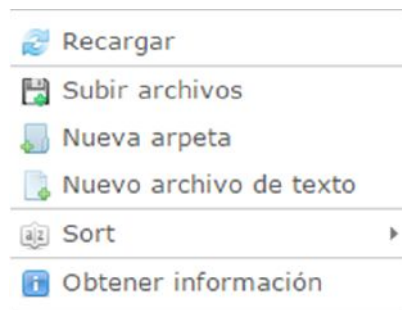 Recargar
Subir archivos
Nueva arpeta
Nuevo archivo de texto
Sort
Obtener información